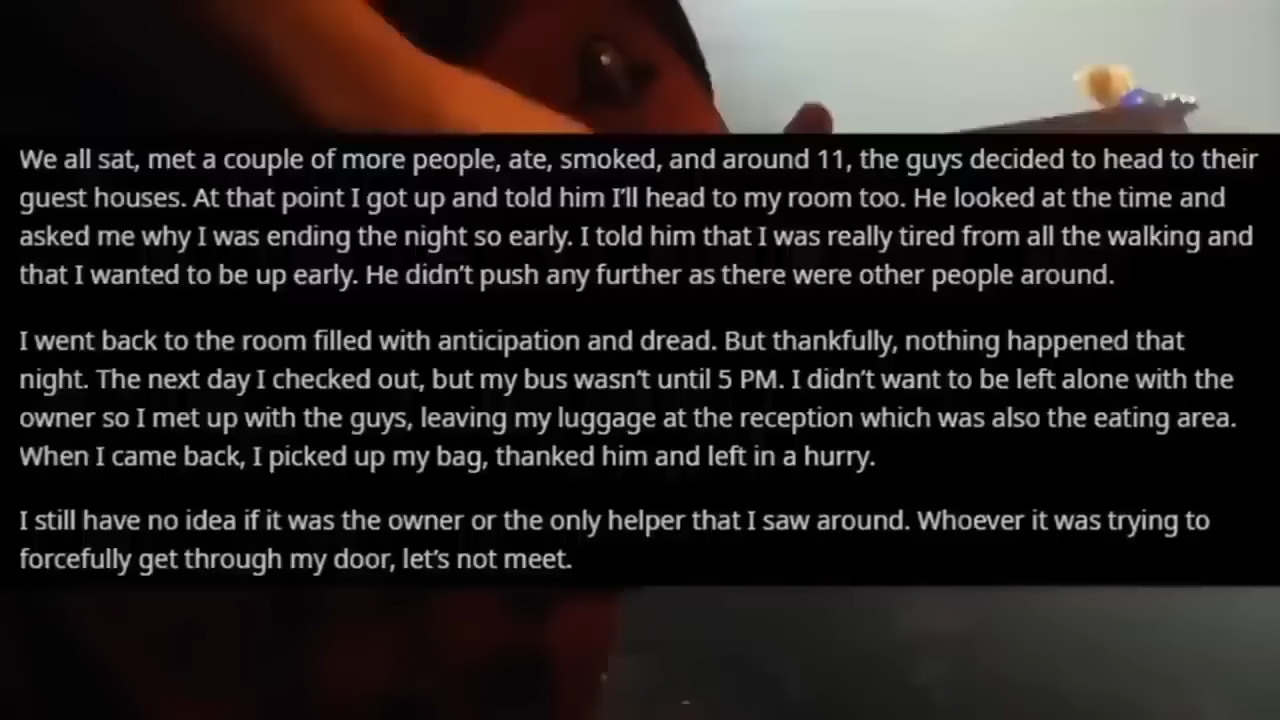 We all sat, met a couple of more people, ate, smoked, and around 11, the guys decided to head to their
guest houses. At that point I got up and told him I'll head to my room too. He looked at the time and
asked me why I was ending the night so early. I told him that I was really tired from all the walking and
that I wanted to be up early. He didn't push any further as there were other people around.
I went back to the room filled with anticipation and dread. But thankfully, nothing happened that
night. The next day I checked out, but my bus wasn't until 5 PM. I didn't want to be left alone with the
owner so I met up with the guys, leaving my luggage at the reception which was also the eating area.
When I came back, I picked up my bag, thanked him and left in a hurry.
I still have no idea if it was the owner or the only helper that I saw around. Whoever it was trying to
forcefully get through my door, let's not meet.